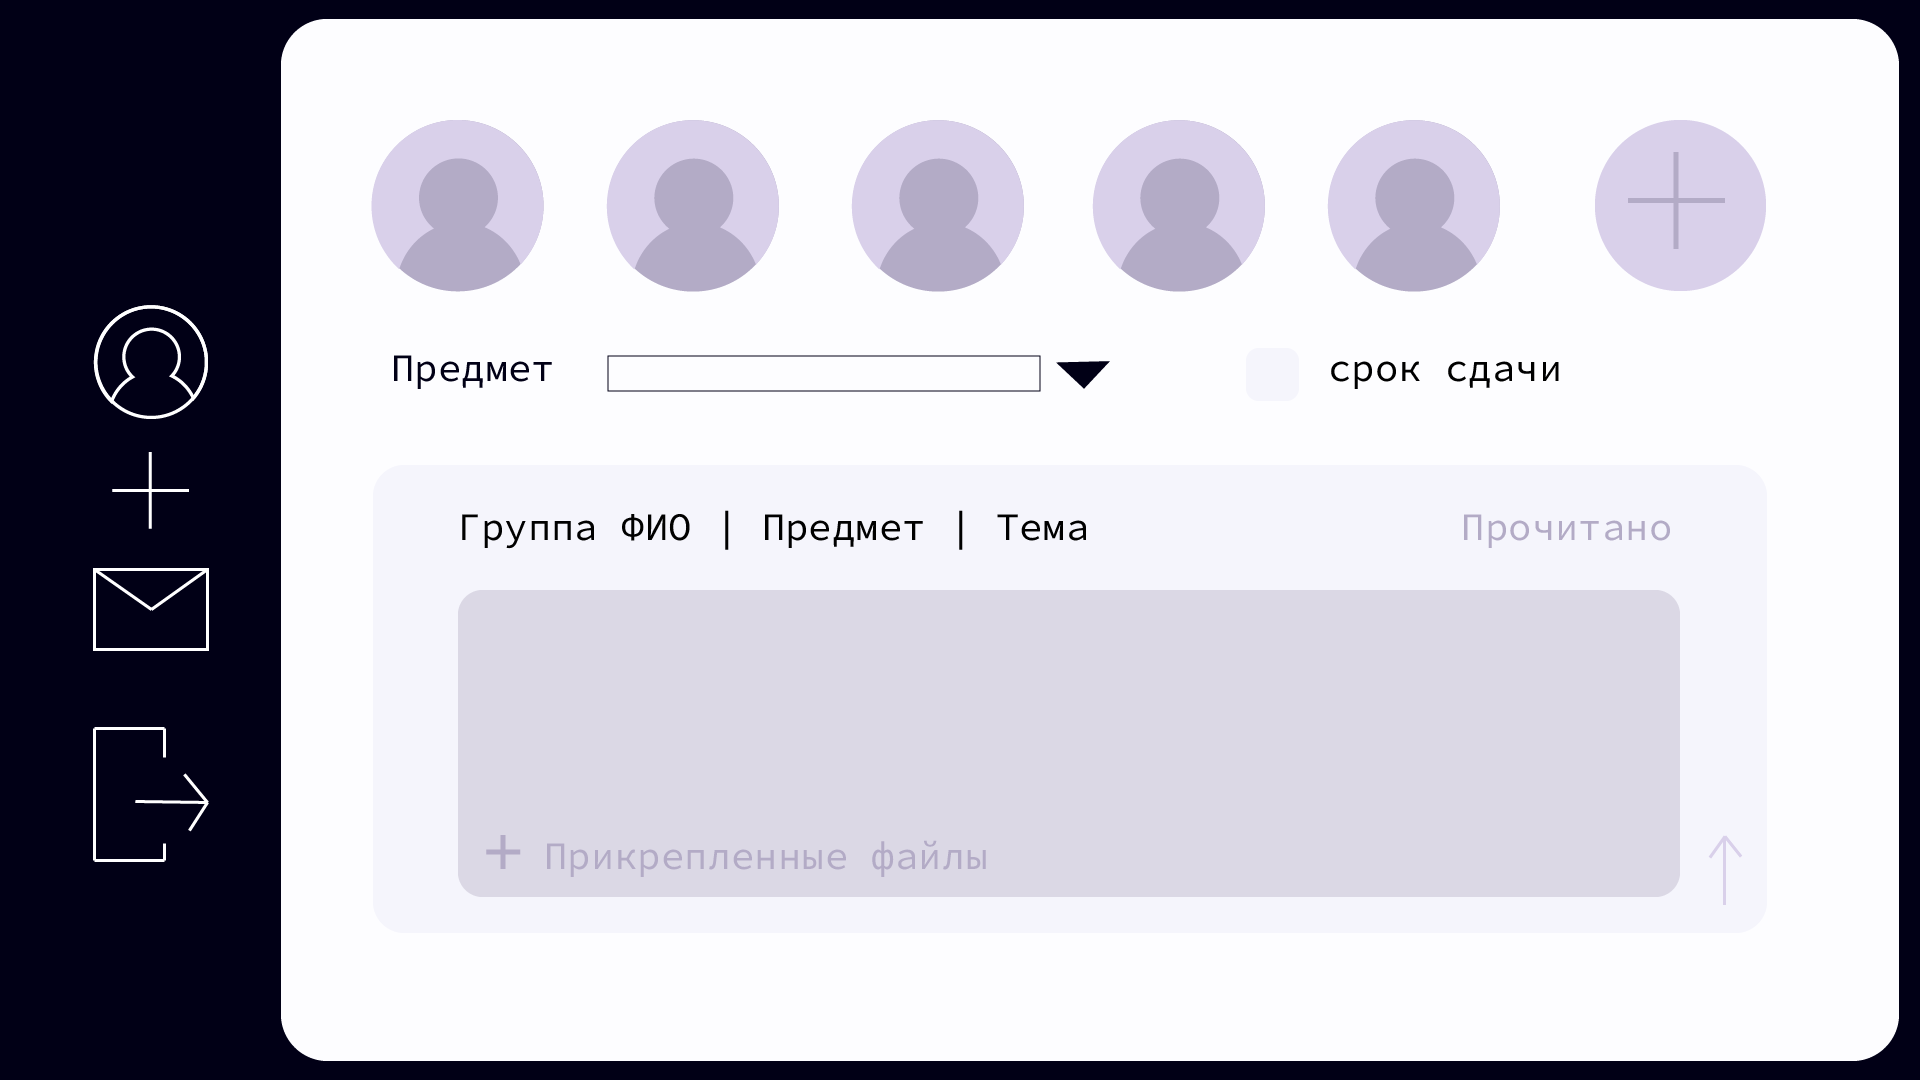 Предмет срок сдачи
Группа ФИО | Предмет | Тема Прочитано
+ Прикрепленные файлы